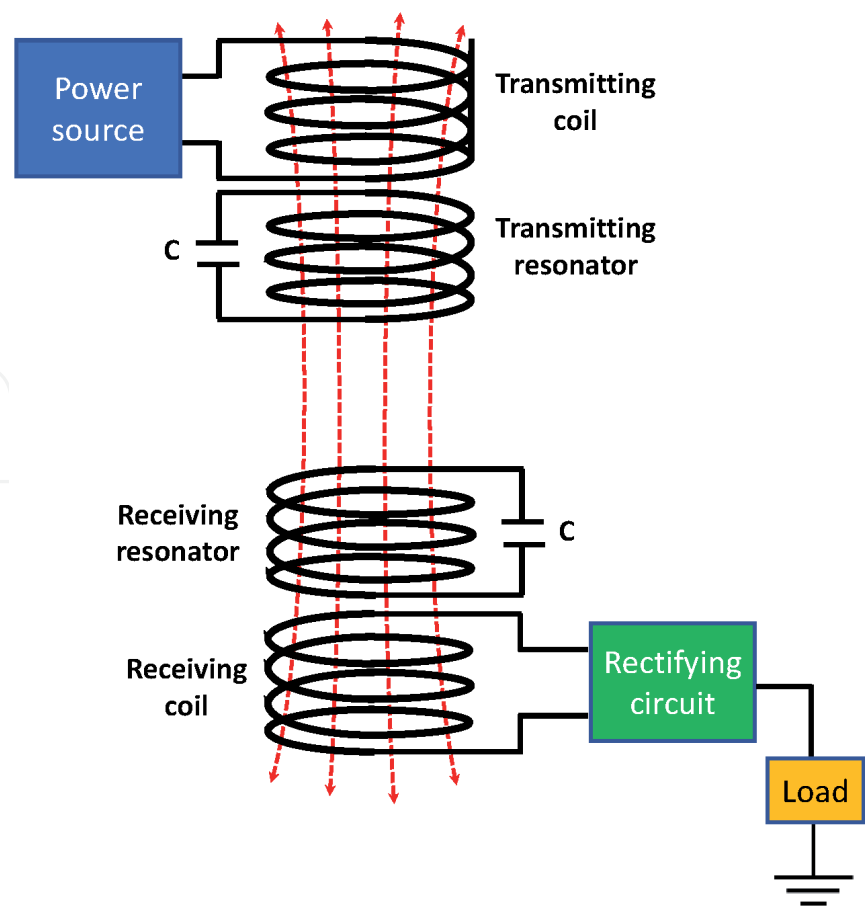 Power
source
Transmitting
coil
C
Transmitting
resonator
Receiving
resonator
C
Receiving
coil
Rectifying
circuit
Load